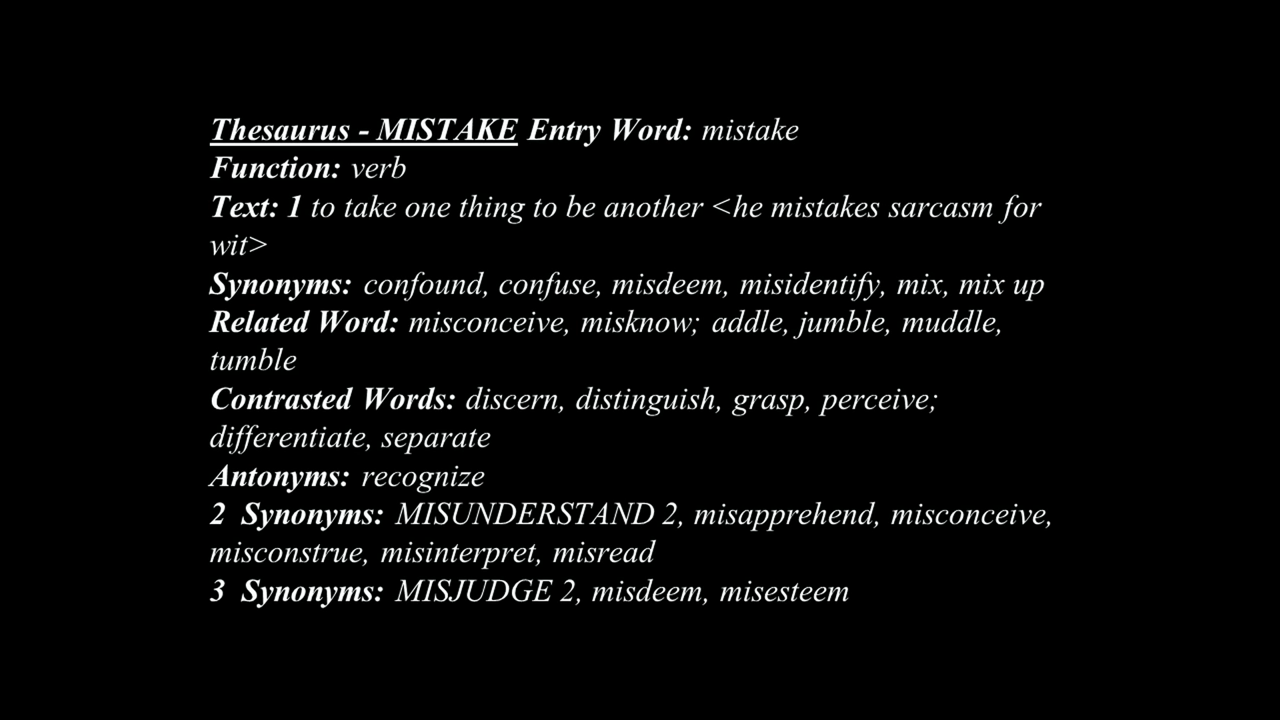 Thesaurus - MISTAKE Entry Word: mistake
Function: verb
Text: 1 to take one thing to be another <he mistakes sarcasm for
wit>
Synonyms: confound, confuse, misdeem, misidentify, mix, mix up
Related Word: misconceive, misknow; addle, jumble, muddle,
tumble
Contrasted Words: discern, distinguish, grasp, perceive;
differentiate, separate
Antonyms: recognize
2  Synonyms: MISUNDERSTAND 2, misapprehend, misconceive,
misconstrue, misinterpret, misread
3  Synonyms: MISJUDGE 2, misdeem, misesteem